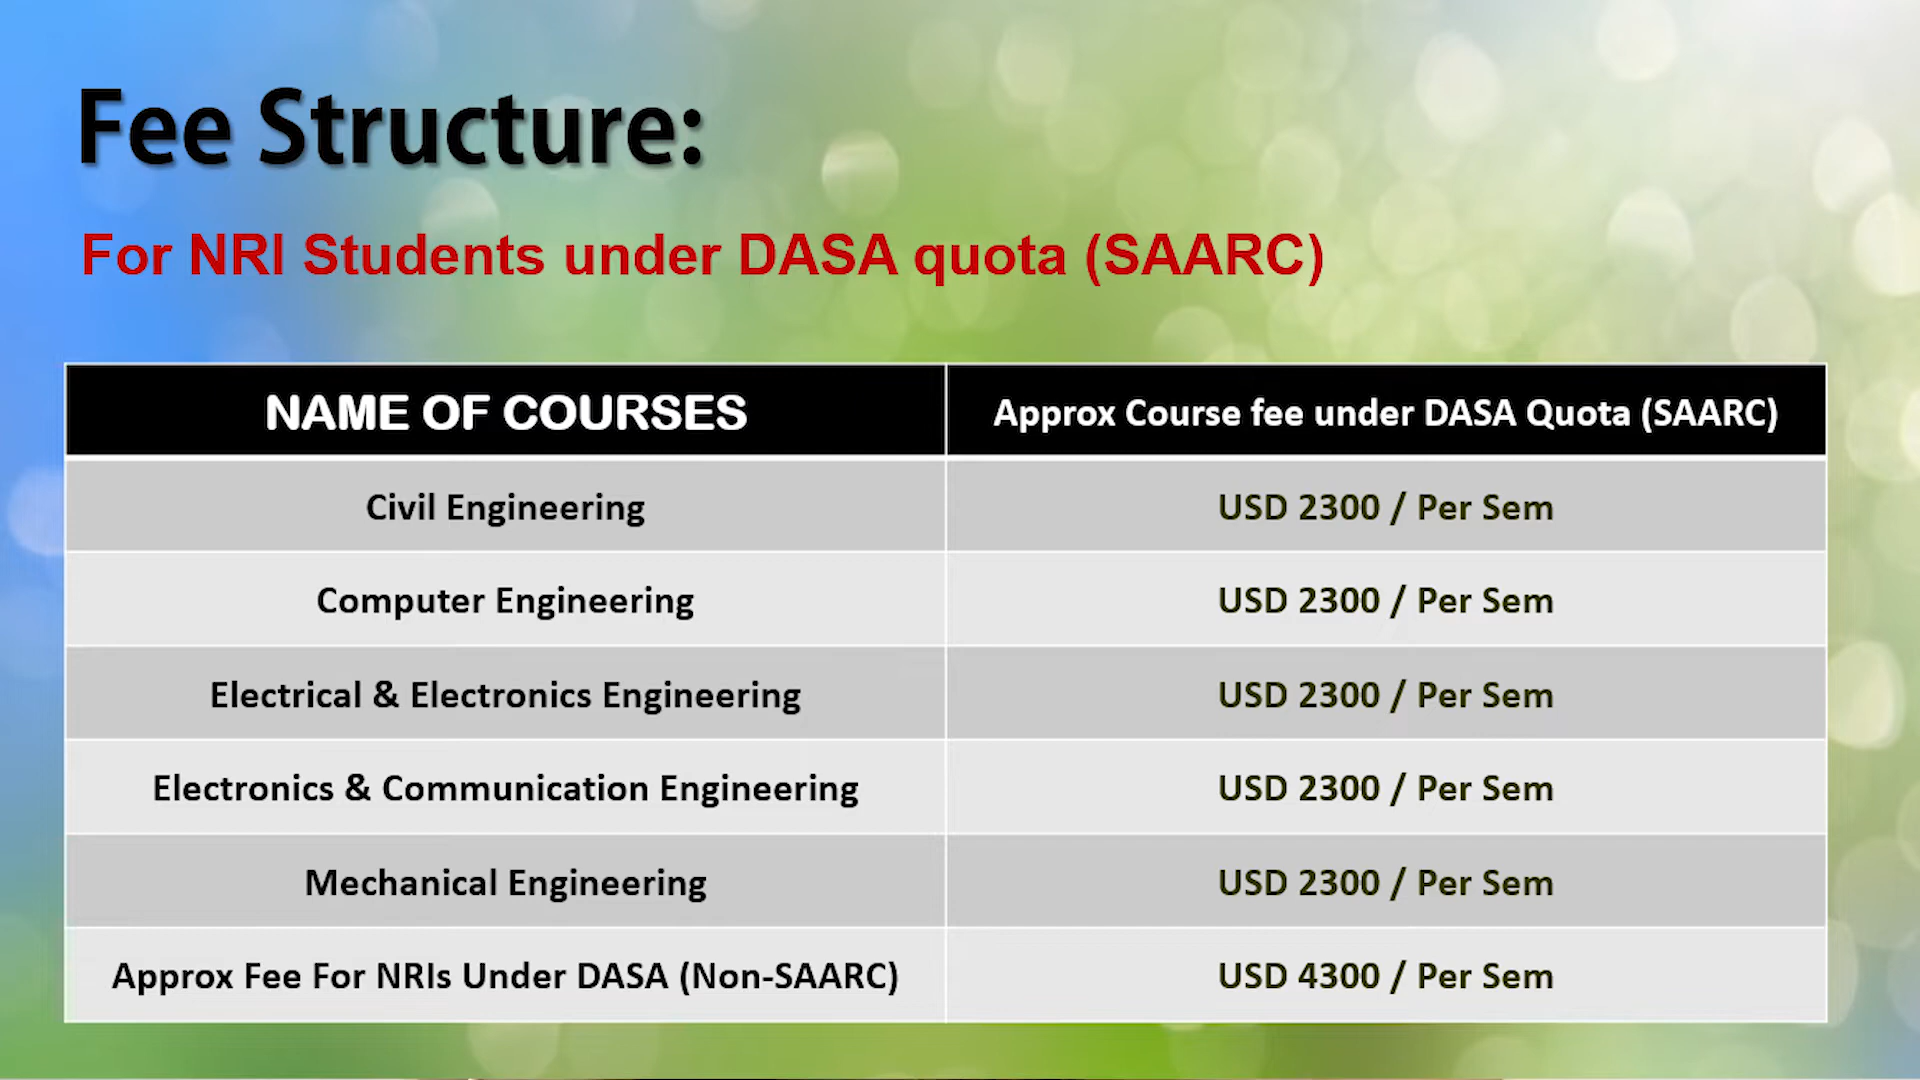 Fee Structure:
For NRI Students under DASA quota (SAARC)
NAME OF COURSES
Approx Course fee under DASA Quota (SAARC)
Civil Engineering
USD 2300 / Per Sem
Computer Engineering
USD 2300 / Per Sem
Electrical & Electronics Engineering
USD 2300 / Per Sem
Electronics & Communication Engineering
USD 2300 / Per Sem
Mechanical Engineering
USD 2300 / Per Sem
Approx Fee For NRIs Under DASA (Non-SAARC)
USD 4300 / Per Sem